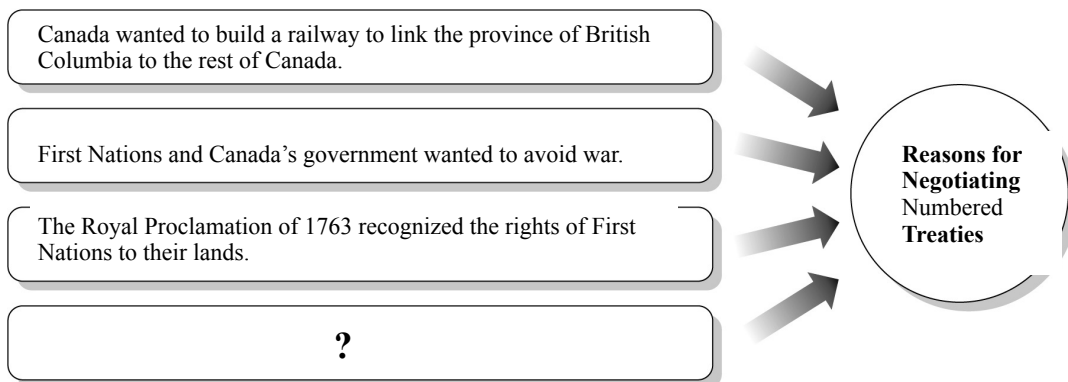 Canada wanted to build a railway to link the province of British
Columbia to the rest of Canada.
First Nations and Canada's government wanted to avoid war.
The Royal Proclamation of 1763 recognized the rights of First
Nations to their lands.
?
Reasons for
Negotiating
Numbered
Treaties